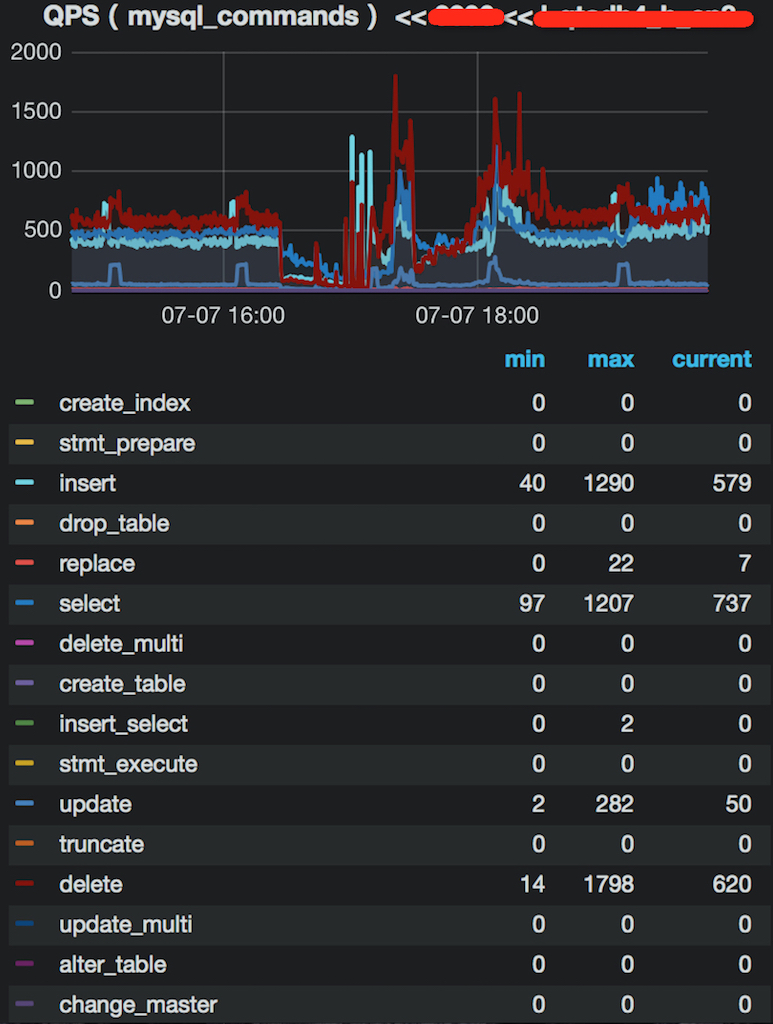 QPS ( mysql_commands ) << <<
2000
1500
1000
500
0
07-07 16:00 07-07 18:00
min max current
create_index 0 0 0
stmt_prepare 0 0 0
insert 40 1290 579
drop_table 0 0 0
replace 0 22 7
select 97 1207 737
delete_multi 0 0 0
create_table 0 0 0
insert_select 0 2 0
stmt_execute 0 0 0
update 2 282 50
truncate 0 0 0
delete 14 1798 620
update_multi 0 0 0
alter_table 0 0 0
change_master 0 0 0